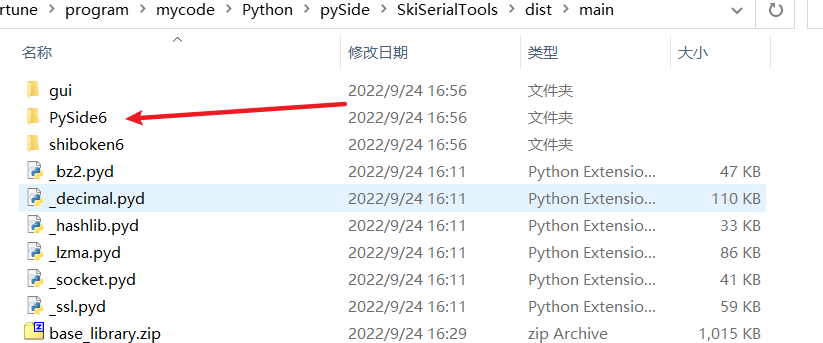 rtune > program > mycode > Python > pySide > SkiSerialTools > dist > main
名称 修改日期 类型 大小
gui 2022/9/24 16:56 文件夹
PySide6 2022/9/24 16:56 文件夹
shiboken6 2022/9/24 16:56 文件夹
_bz2.pyd 2022/9/24 16:11 Python Extensio... 47 KB
_decimal.pyd 2022/9/24 16:11 Python Extensio... 110 KB
_hashlib.pyd 2022/9/24 16:11 Python Extensio... 33 KB
_lzma.pyd 2022/9/24 16:11 Python Extensio... 86 KB
_socket.pyd 2022/9/24 16:11 Python Extensio... 41 KB
_ssl.pyd 2022/9/24 16:11 Python Extensio... 59 KB
base_library.zip 2022/9/24 16:29 zip Archive 1,015 KB